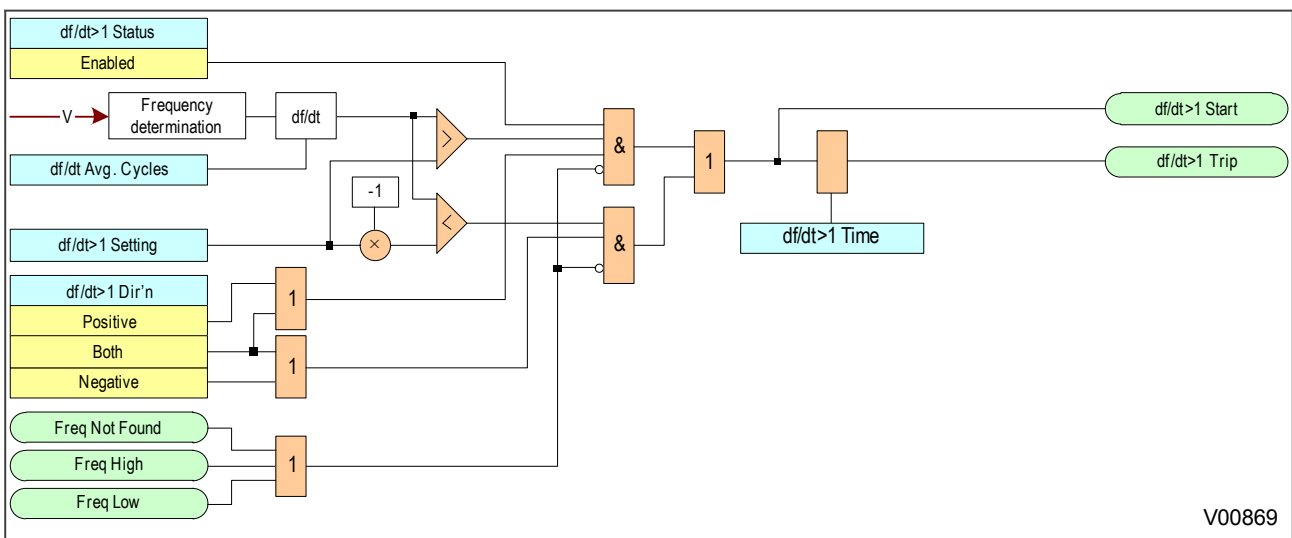 df/dt>1 Status
Enabled
V
Frequency
determination
df/dt
df/dt Avg. Cycles
>
-1
<
×
df/dt>1 Setting
df/dt>1 Dir'n
Positive
Both
Negative
1
1
Freq Not Found
Freq High
Freq Low
1
&
&
1
df/dt>1 Start
df/dt>1 Trip
df/dt>1 Time
V00869